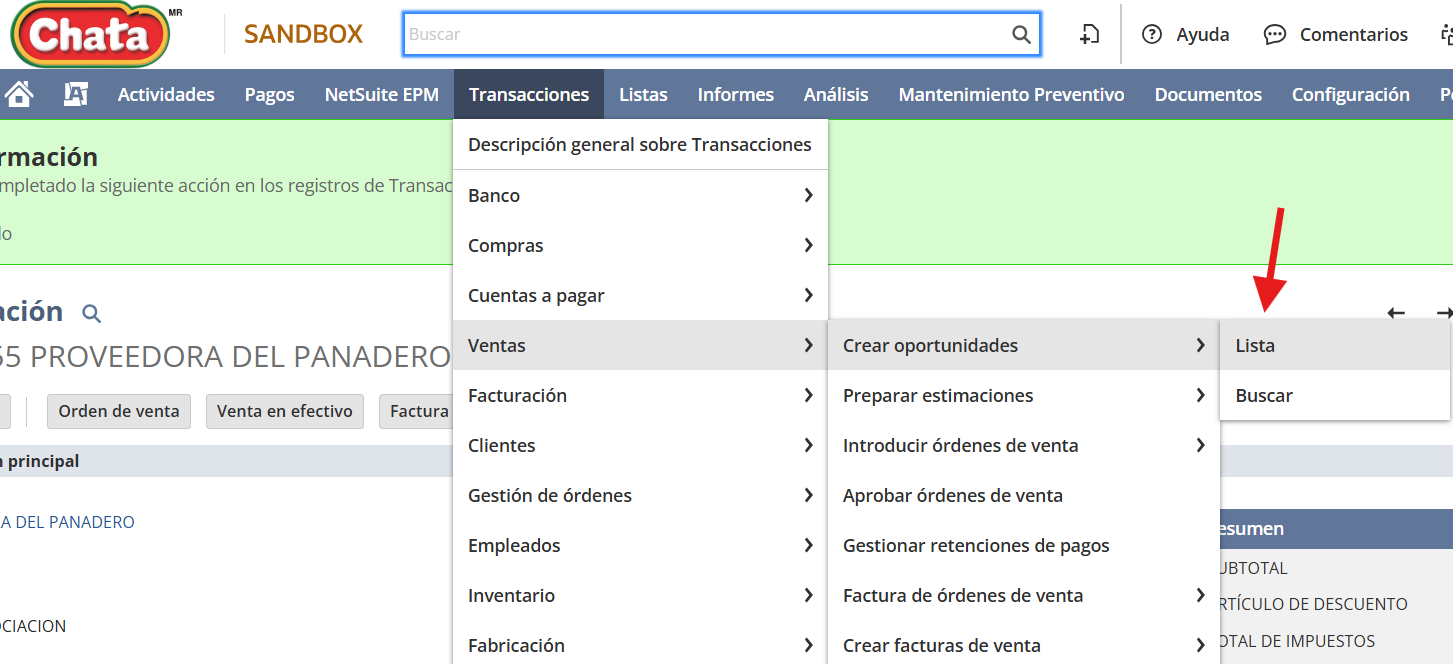 Chata MR
SANDBOX
Buscar
Ayuda
Comentarios
Actividades
Pagos
NetSuite EPM
Transacciones
Listas
Informes
Análisis
Mantenimiento Preventivo
Documentos
Configuración
Descripción general sobre Transacciones
rmación
mpletado la siguiente acción en los registros de Transac
lo
Banco
Compras
Cuentas a pagar
Ventas
Facturación
Clientes
Gestión de órdenes
Empleados
Inventario
Fabricación
Crear oportunidades
Preparar estimaciones
Introducir órdenes de venta
Aprobar órdenes de venta
Gestionar retenciones de pagos
Factura de órdenes de venta
Crear facturas de venta
Lista
Buscar
ación
55 PROVEEDORA DEL PANADERO
Orden de venta
Venta en efectivo
Factura
n principal
A DEL PANADERO
OCIACION
esumen
UBTOTAL
RTÍCULO DE DESCUENTO
OTAL DE IMPUESTOS